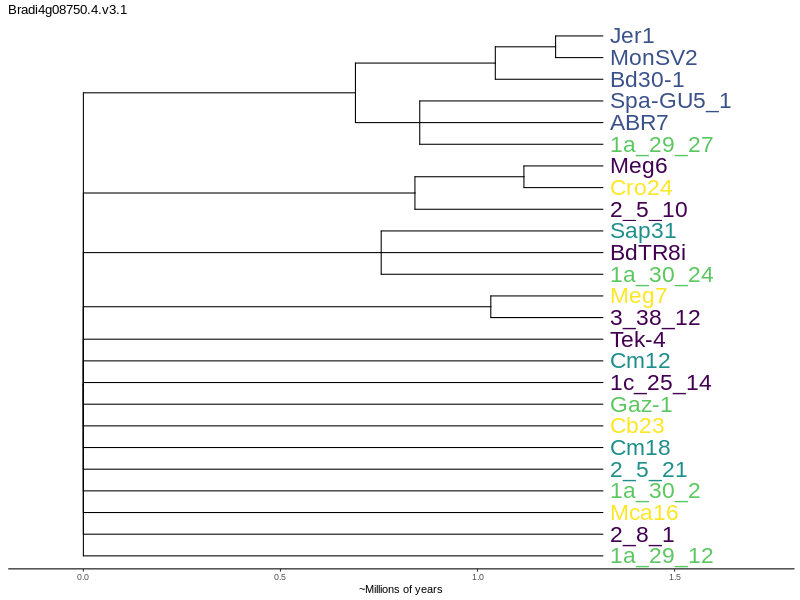 Bradi4g08750.4.v3.1
Jer1
MonSV2
Bd30-1
Spa-GU5_1
ABR7
1a_29_27
Meg6
Cro24
2_5_10
Sap31
BdTR8i
1a_30_24
Meg7
3_38_12
Tek-4
Cm12
1c_25_14
Gaz-1
Cb23
Cm18
2_5_21
1a_30_2
Mca16
2_8_1
1a_29_12
0.0 0.5 1.0 1.5
~Millions of years